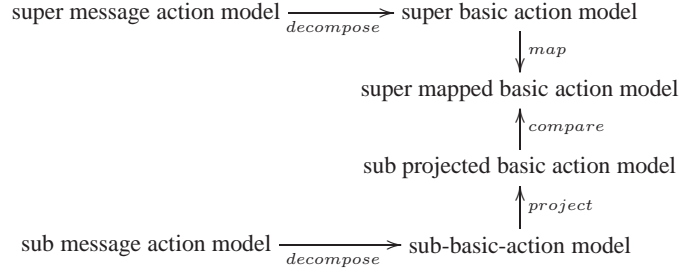 super message action model decompose super basic action model
map
super mapped basic action model
compare
sub projected basic action model
project
sub message action model decompose sub-basic-action model